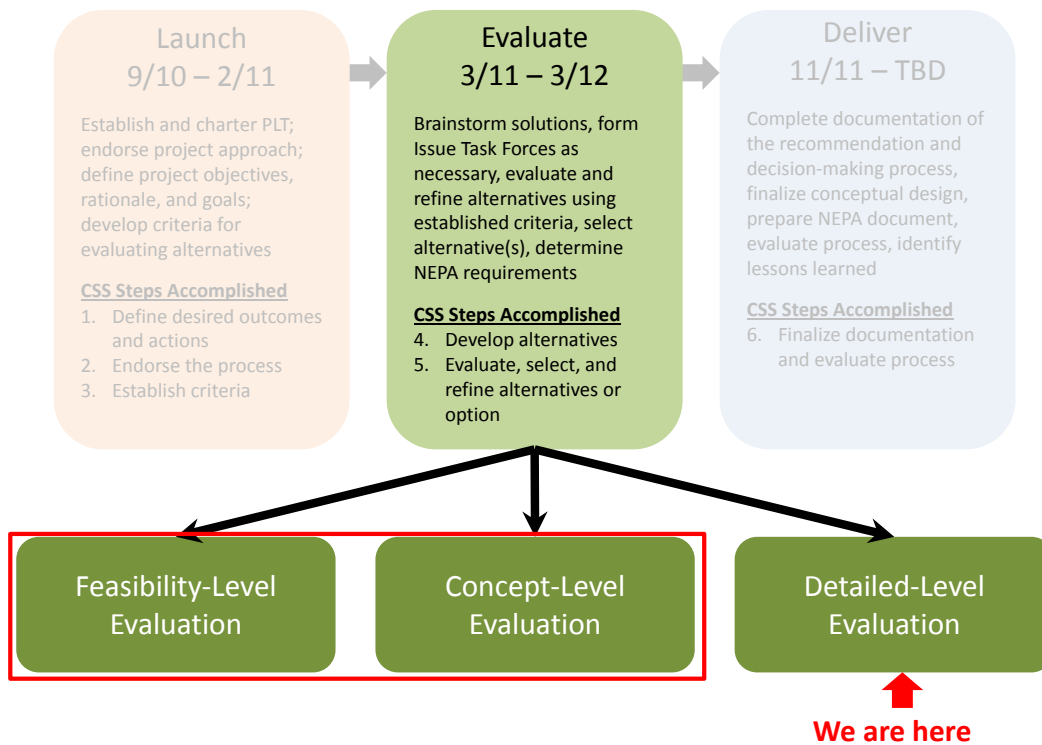 Launch
9/10 – 2/11
Establish and charter PLT;
endorse project approach;
define project objectives,
rationale, and goals;
develop criteria for
evaluating alternatives
CSS Steps Accomplished
1. Define desired outcomes
and actions
2. Endorse the process
3. Establish criteria
Evaluate
3/11 – 3/12
Brainstorm solutions, form
Issue Task Forces as
necessary, evaluate and
refine alternatives using
established criteria, select
alternative(s), determine
NEPA requirements
CSS Steps Accomplished
4. Develop alternatives
5. Evaluate, select, and
refine alternatives or
option
Deliver
11/11 – TBD
Complete documentation of
the recommendation and
decision-making process,
finalize conceptual design,
prepare NEPA document,
evaluate process, identify
lessons learned
CSS Steps Accomplished
6. Finalize documentation
and evaluate process
Feasibility-Level
Evaluation
Concept-Level
Evaluation
Detailed-Level
Evaluation
We are here